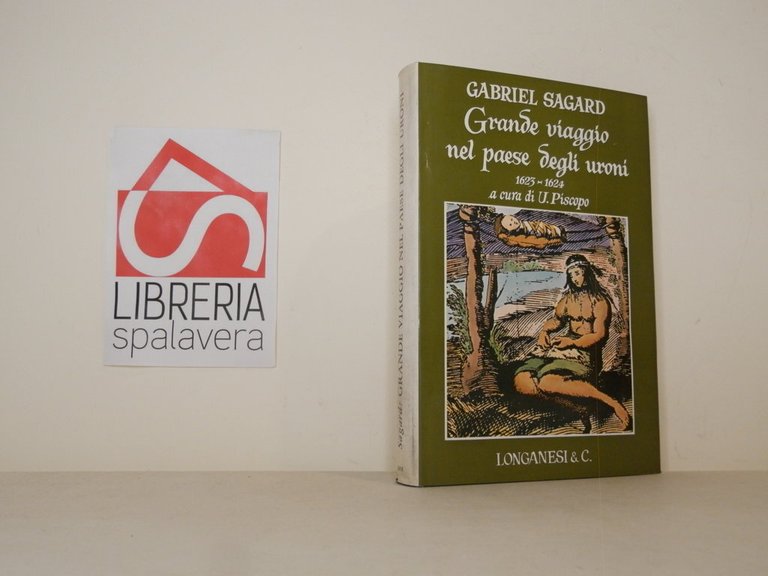 LIBRERIA
spalavera
Sagard: GRANDE VIAGGIO NEL PAESE DEGLI URONI
GABRIEL SAGARD
Grande viaggio
nel paese degli uroni
1623-1624
a cura di U. Piscopo
LONGANESI & C.